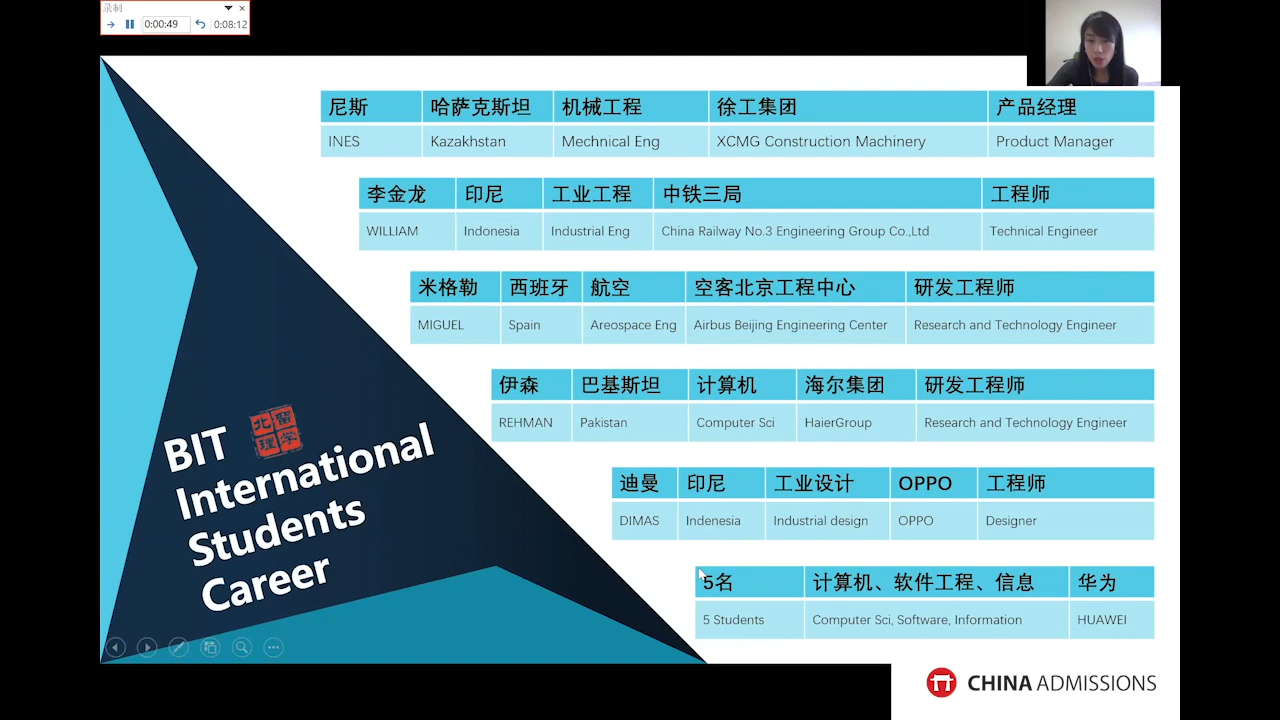 录制
0:00:49
0:08:12
尼斯 哈萨克斯坦 机械工程 徐工集团 产品经理
INES Kazakhstan Mechnical Eng XCMG Construction Machinery Product Manager
李金龙 印尼 工业工程 中铁三局 工程师
WILLIAM Indonesia Industrial Eng China Railway No.3 Engineering Group Co.,Ltd Technical Engineer
米格勒 西班牙 航空 空客北京工程中心 研发工程师
MIGUEL Spain Areospace Eng Airbus Beijing Engineering Center Research and Technology Engineer
伊森 巴基斯坦 计算机 海尔集团 研发工程师
REHMAN Pakistan Computer Sci HaierGroup Research and Technology Engineer
迪曼 印尼 工业设计 OPPO 工程师
DIMAS Indenesia Industrial design OPPO Designer
5名 计算机、软件工程、信息 华为
5 Students Computer Sci, Software, Information HUAWEI
BIT
北理留学
International
Students
Career
CHINA ADMISSIONS